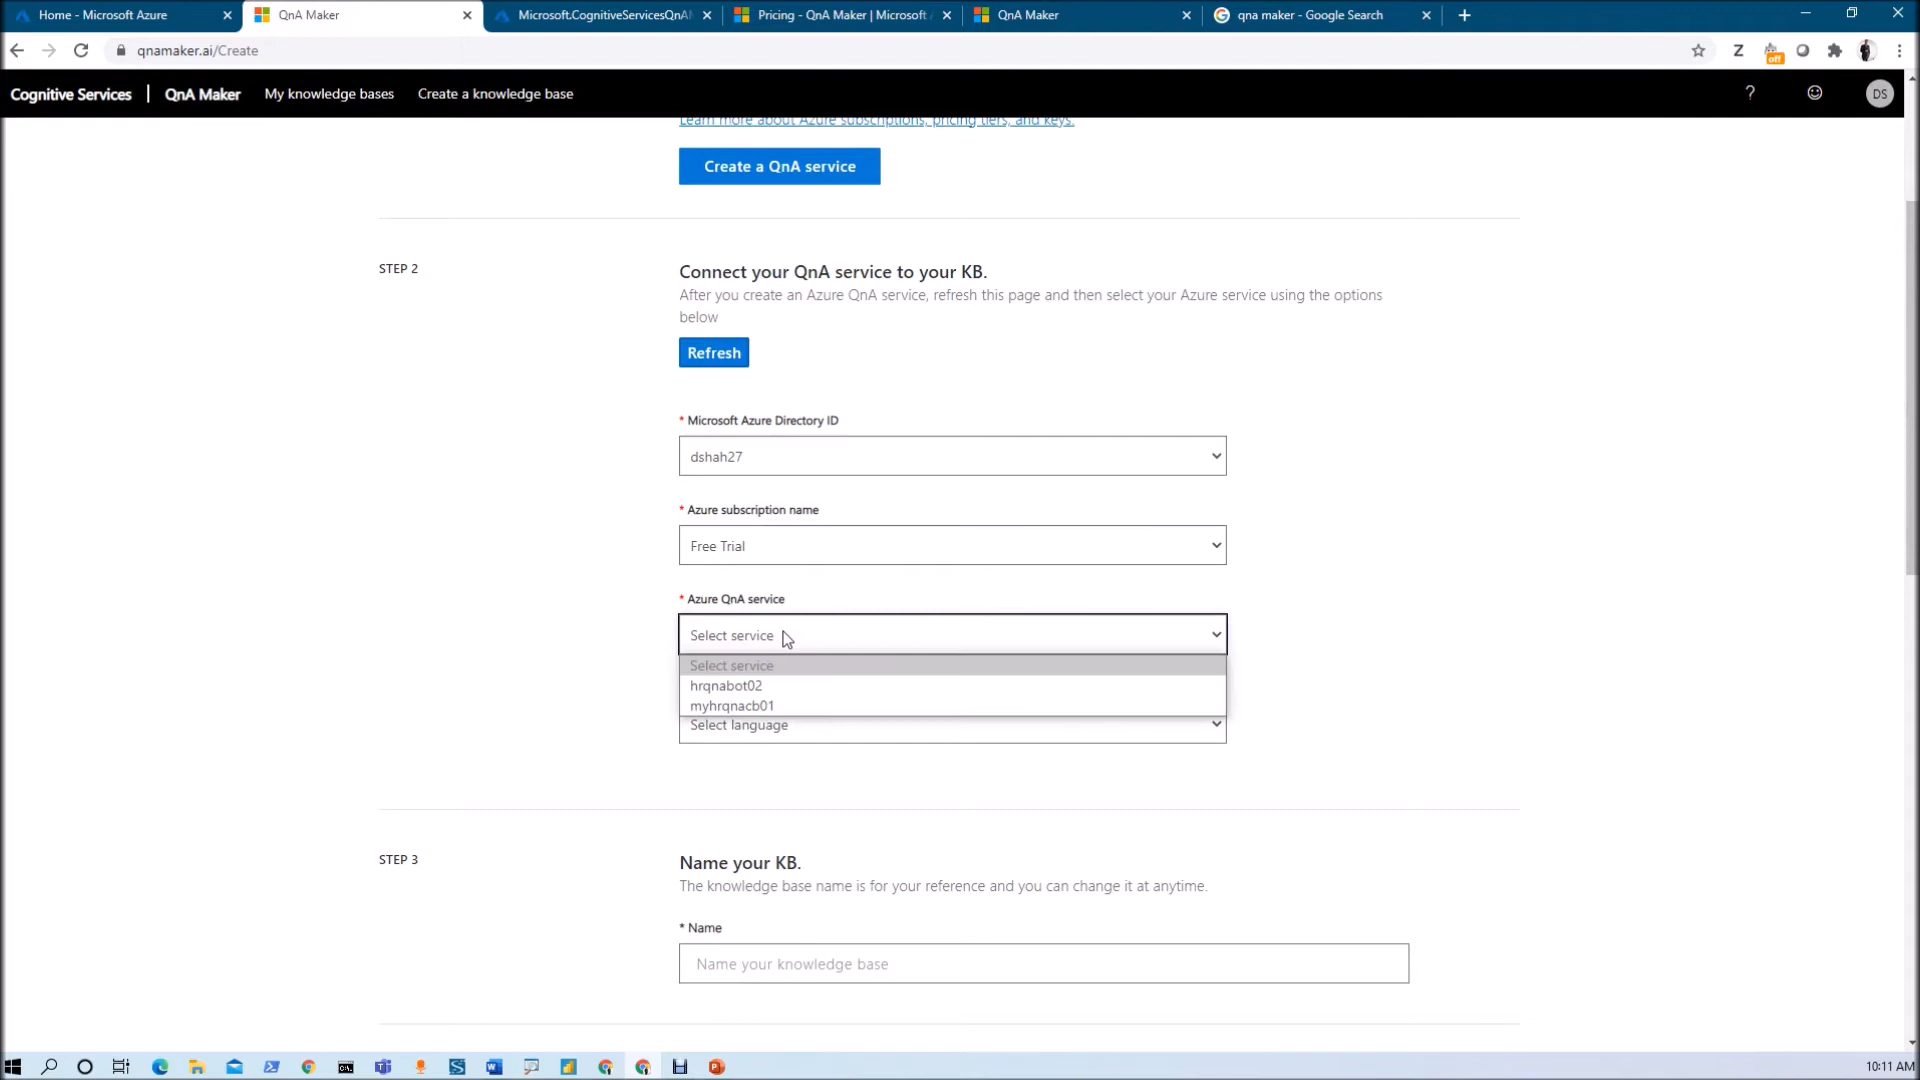 Home - Microsoft Azure
QnA Maker
Microsoft.CognitiveServicesQnAM
Pricing - QnA Maker | Microsoft
QnA Maker
qna maker - Google Search
qnamaker.ai/Create
Z
off
Cognitive Services | QnA Maker My knowledge bases Create a knowledge base
?
DS
Learn more about Azure subscriptions, pricing tiers, and keys.
Create a QnA service
STEP 2
Connect your QnA service to your KB.
After you create an Azure QnA service, refresh this page and then select your Azure service using the options
below
Refresh
* Microsoft Azure Directory ID
dshah27
* Azure subscription name
Free Trial
* Azure QnA service
Select service
Select service
hrqnabot02
myhrqnacb01
Select language
STEP 3
Name your KB.
The knowledge base name is for your reference and you can change it at anytime.
* Name
Name your knowledge base
10:11 AM